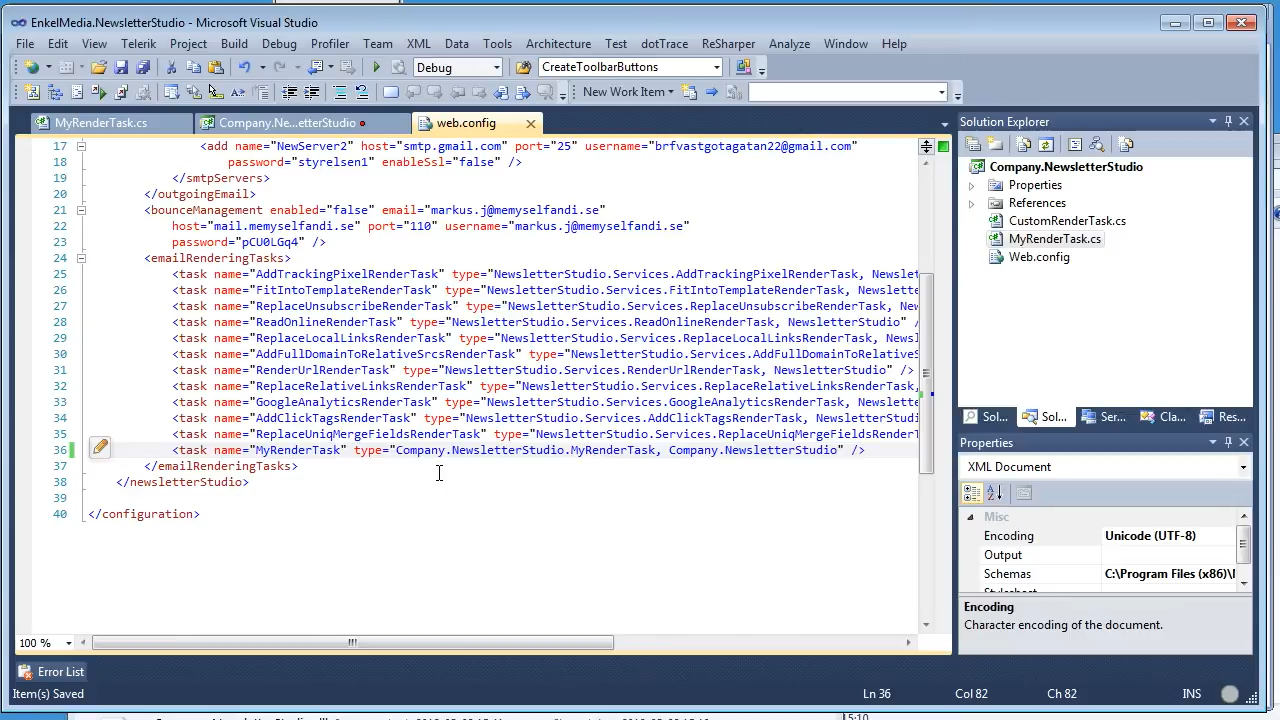 EnkelMedia.NewsletterStudio - Microsoft Visual Studio
File Edit View Telerik Project Build Debug Profiler Team XML Data Tools Architecture Test dotTrace ReSharper Analyze Window Help
Debug CreateToolbarButtons
New Work Item
MyRenderTask.cs Company.Ne...etterStudio web.config
17 <add name="NewServer2" host="smtp.gmail.com" port="25" username="brfvastgotagatan22@gmail.com"
18 password="styrelsen1" enableSsl="false" />
19 </smtpServers>
20 </outgoingEmail>
21 <bounceManagement enabled="false" email="markus.j@memyselfandi.se"
22 host="mail.memyselfandi.se" port="110" username="markus.j@memyselfandi.se"
23 password="pCU0LGq4" />
24 <emailRenderingTasks>
25 <task name="AddTrackingPixelRenderTask" type="NewsletterStudio.Services.AddTrackingPixelRenderTask, Newslet
26 <task name="FitIntoTemplateRenderTask" type="NewsletterStudio.Services.FitIntoTemplateRenderTask, Newslette
27 <task name="ReplaceUnsubscribeRenderTask" type="NewsletterStudio.Services.ReplaceUnsubscribeRenderTask, New
28 <task name="ReadOnlineRenderTask" type="NewsletterStudio.Services.ReadOnlineRenderTask, NewsletterStudio" /
29 <task name="ReplaceLocalLinksRenderTask" type="NewsletterStudio.Services.ReplaceLocalLinksRenderTask, Newsl
30 <task name="AddFullDomainToRelativeSrcsRenderTask" type="NewsletterStudio.Services.AddFullDomainToRelativeS
31 <task name="RenderUrlRenderTask" type="NewsletterStudio.Services.RenderUrlRenderTask, NewsletterStudio" />
32 <task name="ReplaceRelativeLinksRenderTask" type="NewsletterStudio.Services.ReplaceRelativeLinksRenderTask,
33 <task name="GoogleAnalyticsRenderTask" type="NewsletterStudio.Services.GoogleAnalyticsRenderTask, Newslette
34 <task name="AddClickTagsRenderTask" type="NewsletterStudio.Services.AddClickTagsRenderTask, NewsletterStudi
35 <task name="ReplaceUniqMergeFieldsRenderTask" type="NewsletterStudio.Services.ReplaceUniqMergeFieldsRenderT
36 <task name="MyRenderTask" type="Company.NewsletterStudio.MyRenderTask, Company.NewsletterStudio" />
37 </emailRenderingTasks>
38 </newsletterStudio>
39
40 </configuration>
100 %
Error List
Item(s) Saved Ln 36 Col 82 Ch 82 INS
Solution Explorer
Company.NewsletterStudio
Properties
References
CustomRenderTask.cs
MyRenderTask.cs
Web.config
Sol... Sol... Ser... Cla... Res...
Properties
XML Document
Misc
Encoding Unicode (UTF-8)
Output
Schemas C:\Program Files (x86)\
Stylesheet
Encoding
Character encoding of the document.
15:10